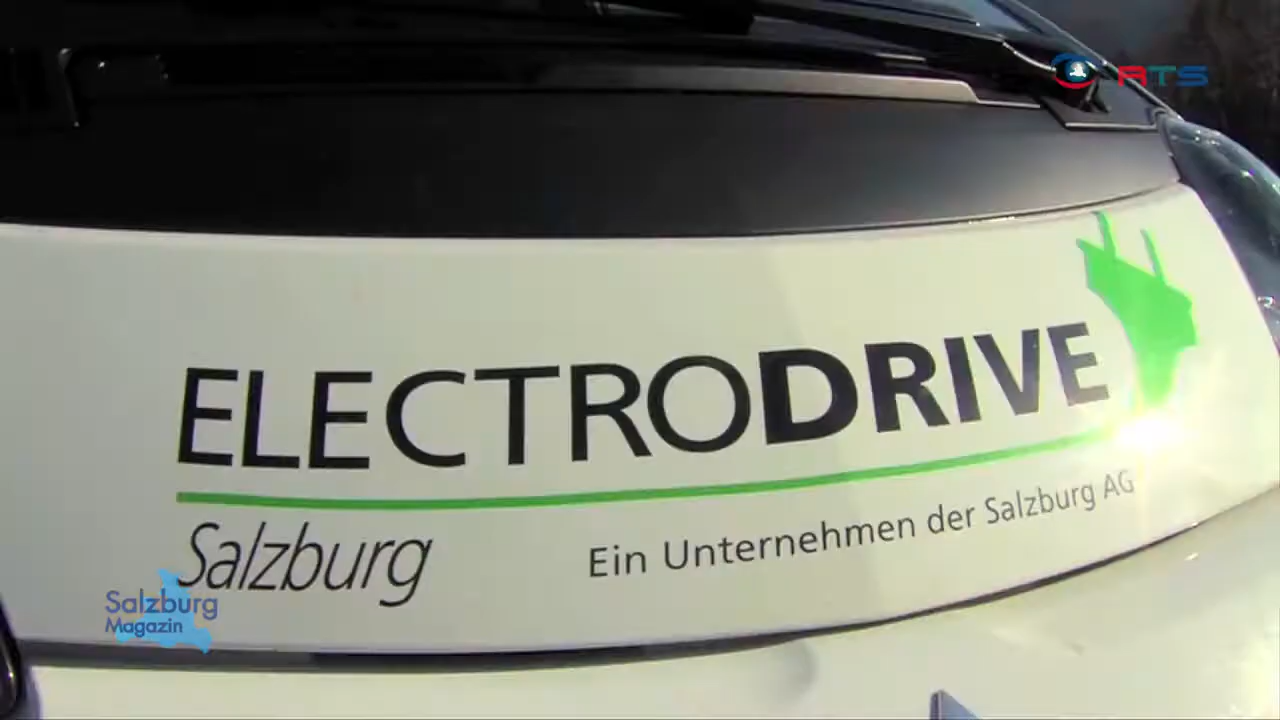 RTS
ELECTRODRIVE
Salzburg
Ein Unternehmen der Salzburg AG
Salzburg
Magazin